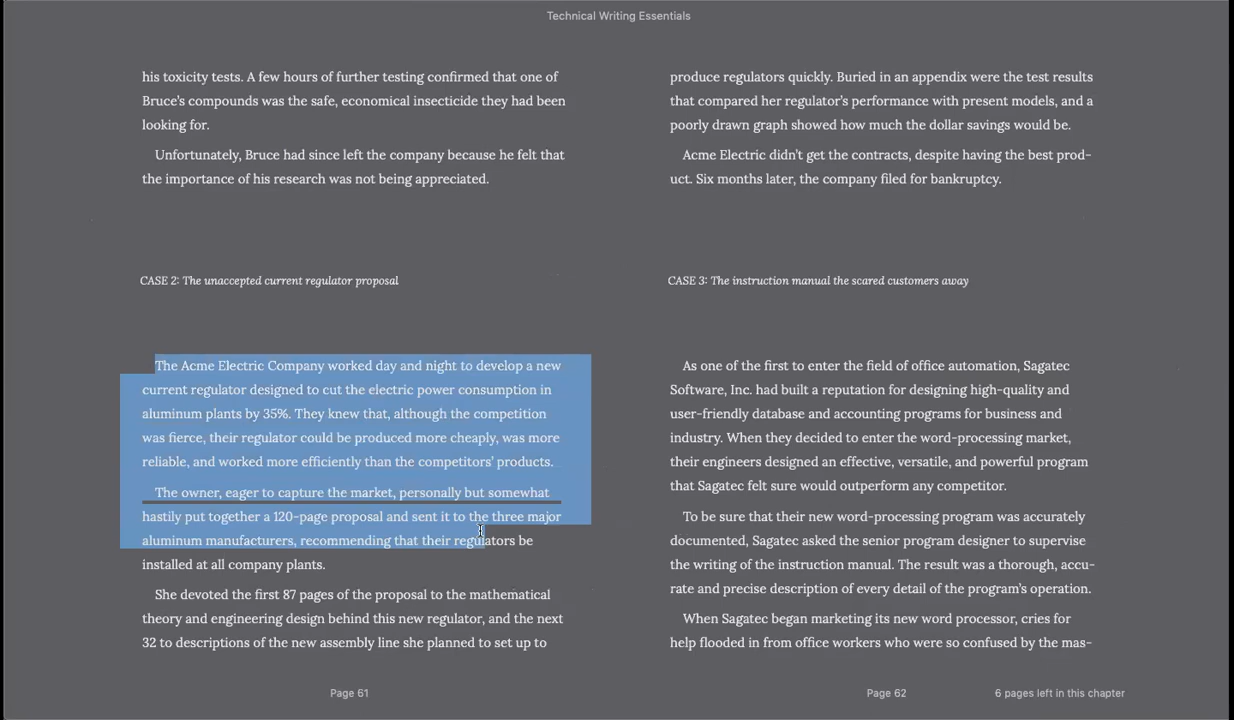 Technical Writing Essentials
his toxicity tests. A few hours of further testing confirmed that one of
Bruce's compounds was the safe, economical insecticide they had been
looking for.
Unfortunately, Bruce had since left the company because he felt that
the importance of his research was not being appreciated.
CASE 2: The unaccepted current regulator proposal
The Acme Electric Company worked day and night to develop a new
current regulator designed to cut the electric power consumption in
aluminum plants by 35%. They knew that, although the competition
was fierce, their regulator could be produced more cheaply, was more
reliable, and worked more efficiently than the competitors' products.
The owner, eager to capture the market, personally but somewhat
hastily put together a 120-page proposal and sent it to the three major
aluminum manufacturers, recommending that their regulators be
installed at all company plants.
She devoted the first 87 pages of the proposal to the mathematical
theory and engineering design behind this new regulator, and the next
32 to descriptions of the new assembly line she planned to set up to
Page 61
produce regulators quickly. Buried in an appendix were the test results
that compared her regulator's performance with present models, and a
poorly drawn graph showed how much the dollar savings would be.
Acme Electric didn't get the contracts, despite having the best prod-
uct. Six months later, the company filed for bankruptcy.
CASE 3: The instruction manual the scared customers away
As one of the first to enter the field of office automation, Sagatec
Software, Inc. had built a reputation for designing high-quality and
user-friendly database and accounting programs for business and
industry. When they decided to enter the word-processing market,
their engineers designed an effective, versatile, and powerful program
that Sagatec felt sure would outperform any competitor.
To be sure that their new word-processing program was accurately
documented, Sagatec asked the senior program designer to supervise
the writing of the instruction manual. The result was a thorough, accu-
rate and precise description of every detail of the program's operation.
When Sagatec began marketing its new word processor, cries for
help flooded in from office workers who were so confused by the mas-
Page 62
6 pages left in this chapter